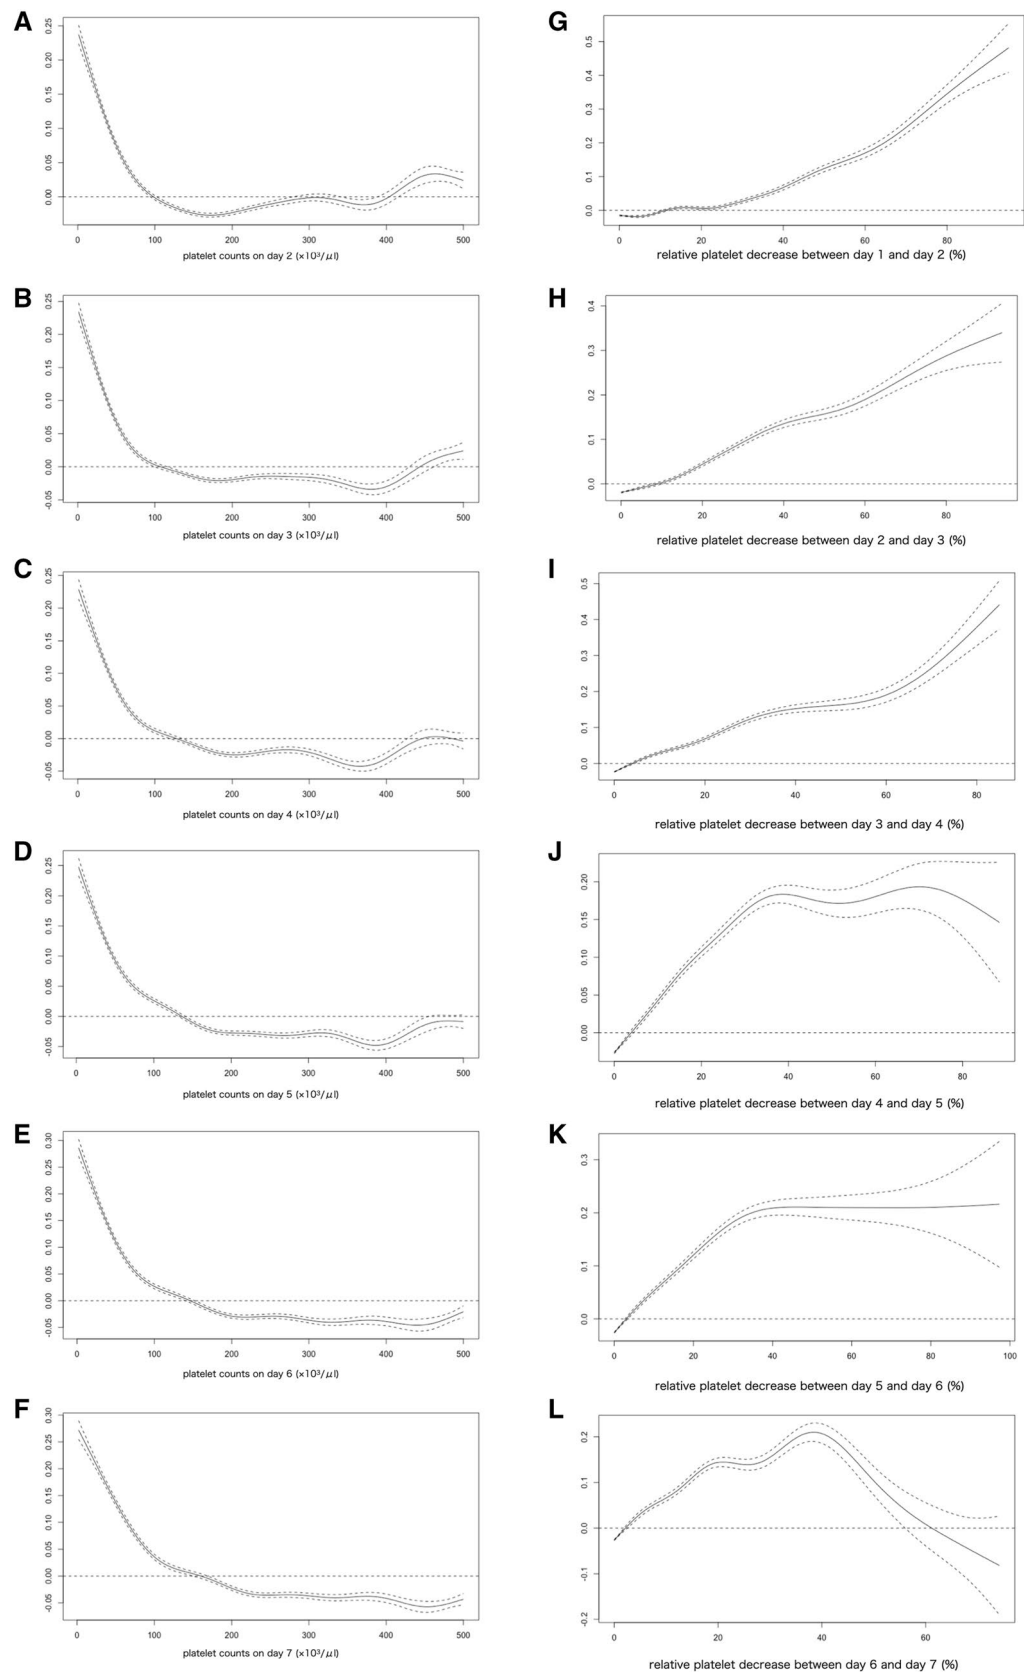 A
0.25
0.20
0.15
0.10
0.05
0.00
0 100 200 300 400 500
platelet counts on day 2 (×10³/μl)
B
0.25
0.20
0.15
0.10
0.05
0.00
-0.05
0 100 200 300 400 500
platelet counts on day 3 (×10³/μl)
C
0.25
0.20
0.15
0.10
0.05
0.00
-0.05
0 100 200 300 400 500
platelet counts on day 4 (×10³/μl)
D
0.25
0.15
0.05
0.00
-0.05
0 100 200 300 400 500
platelet counts on day 5 (×10³/μl)
E
0.30
0.25
0.20
0.15
0.10
0.05
0.00
-0.05
0 100 200 300 400 500
platelet counts on day 6 (×10³/μl)
F
0.30
0.25
0.20
0.15
0.10
0.05
0.00
-0.05
0 100 200 300 400 500
platelet counts on day 7 (×10³/μl)
G
0.5
0.4
0.3
0.2
0.1
0.0
0 20 40 60 80
relative platelet decrease between day 1 and day 2 (%)
H
0.4
0.3
0.2
0.1
0.0
0 20 40 60 80
relative platelet decrease between day 2 and day 3 (%)
I
0.5
0.4
0.3
0.2
0.1
0.0
0 20 40 60 80
relative platelet decrease between day 3 and day 4 (%)
J
0.20
0.15
0.10
0.05
0.00
0 20 40 60 80
relative platelet decrease between day 4 and day 5 (%)
K
0.3
0.2
0.1
0.0
0 20 40 60 80 100
relative platelet decrease between day 5 and day 6 (%)
L
0.2
0.1
0.0
-0.1
-0.2
0 20 40 60
relative platelet decrease between day 6 and day 7 (%)